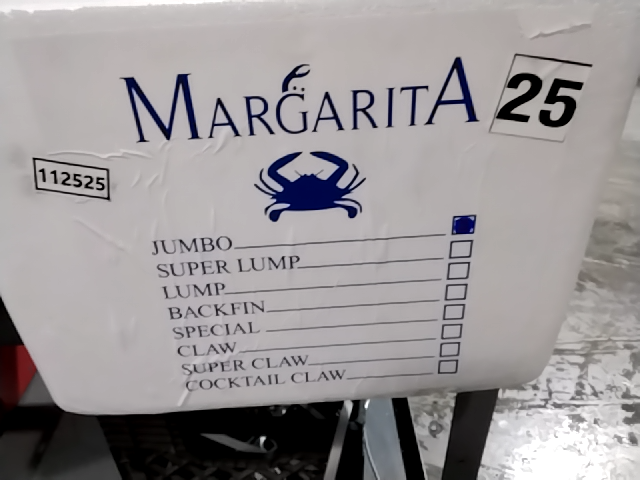 MARGARITA
25
112525
JUMBO
SUPER LUMP
LUMP
BACKFIN
SPECIAL
CLAW
SUPER CLAW
COCKTAIL CLAW